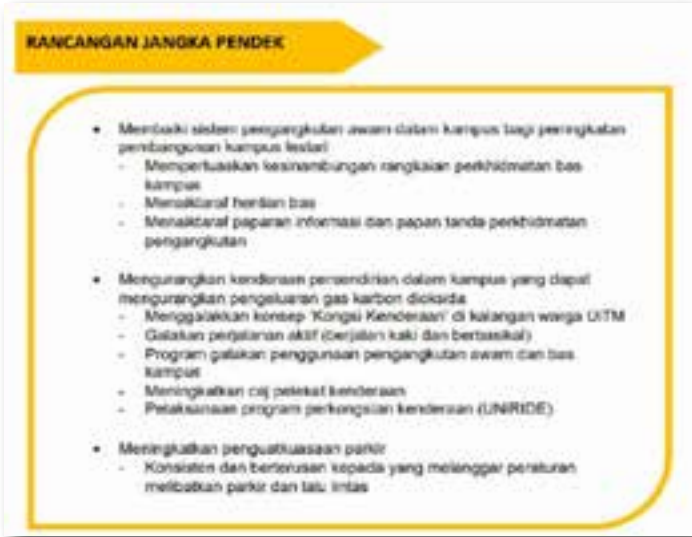 RANCANGAN JANGKA PENDEK
• Membaiki sistem pengangkutan awam dalam kampus bagi peringkatan
pembangunan kampus lestari
- Memperluaskan kesinambungan rangkaian perkhidmatan bas
kampus
- Menaiktaraf hentian bas
- Menaiktaraf paparan informasi dan papan tanda perkhidmatan
pengangkutan
• Mengurangkan kenderaan persendirian dalam kampus yang dapat
mengurangkan pengeluaran gas karbon dioksida
- Menggalakkan konsep 'Kongsi Kenderaan' di kalangan warga UiTM
- Galakan perjalanan aktif (berjalan kaki dan berbasikal)
- Program galakan penggunaan pengangkutan awam dan bas
kampus
- Meningkatkan caj pelekat kenderaan
- Pelaksanaan program perkongsian kenderaan (UNIRIDE)
• Meningkatkan penguatkuasaan parkir
- Konsisten dan berterusan kepada yang melanggar peraturan
melibatkan parkir dan lalu lintas